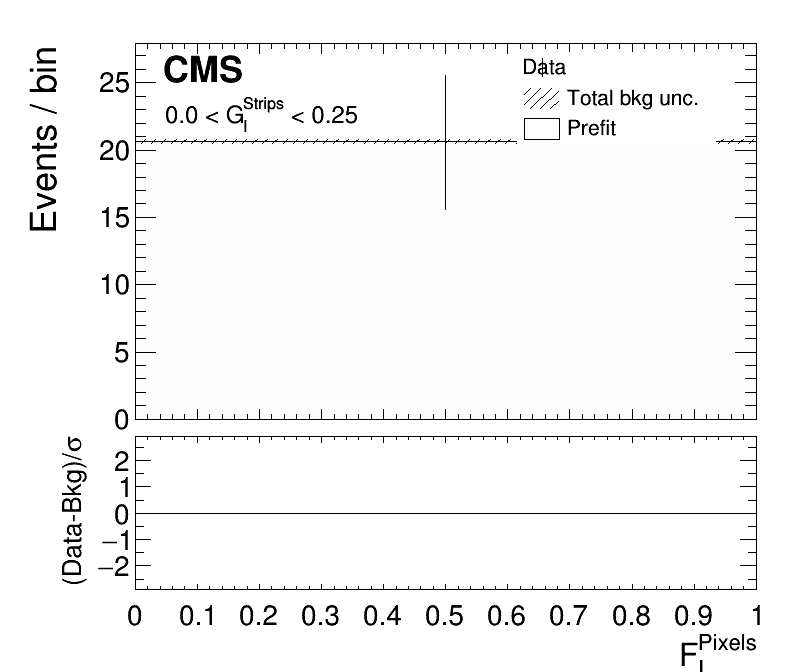 Events / bin
CMS
0.0 < G_I^Strips < 0.25
Data
Total bkg unc.
Prefit
25
20
15
10
5
0
(Data-Bkg)/σ
2
1
0
−1
−2
0 0.1 0.2 0.3 0.4 0.5 0.6 0.7 0.8 0.9 1
F_I^Pixels